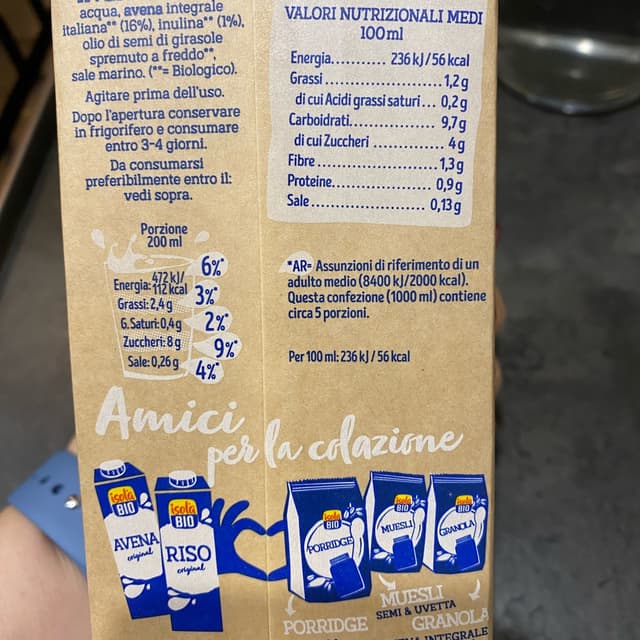 acqua, avena integrale
italiana** (16%), inulina** (1%),
olio di semi di girasole
spremuto a freddo**,
sale marino. (**= Biologico).
Agitare prima dell'uso.
Dopo l'apertura conservare
in frigorifero e consumare
entro 3-4 giorni.
Da consumarsi
preferibilmente entro il:
vedi sopra.
VALORI NUTRIZIONALI MEDI
100 ml
Energia........... 236 kJ/56 kcal
Grassi........................... 1,2 g
di cui Acidi grassi saturi... 0,2 g
Carboidrati..................... 9,7 g
di cui Zuccheri ................. 4 g
Fibre ............................. 1,3 g
Proteine......................... 0,9 g
Sale............................. 0,13 g
Porzione
200 ml
Energia: 472 kJ/
112 kcal
6%*
Grassi: 2,4 g
3%*
G. Saturi: 0,4 g
2%*
Zuccheri: 8 g
9%*
Sale: 0,26 g
4%*
*AR= Assunzioni di riferimento di un
adulto medio (8400 kJ/2000 kcal).
Questa confezione (1000 ml) contiene
circa 5 porzioni.
Per 100 ml: 236 kJ / 56 kcal
Amici
per la colazione
isola
BIO
AVENA
original
isola
BIO
RISO
original
isola
BIO
PORRIDGE
isola
BIO
MUESLI
isola
BIO
GRANOLA
PORRIDGE
MUESLI
SEMI & UVETTA
GRANOLA
INTEGRALE